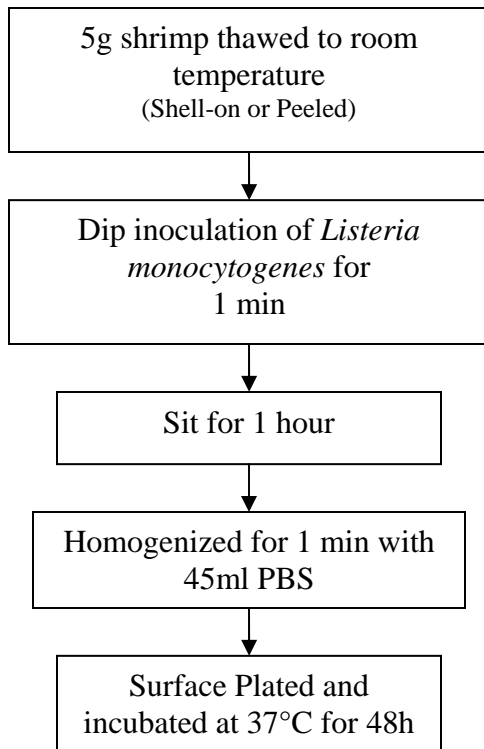 5g shrimp thawed to room
temperature
(Shell-on or Peeled)
Dip inoculation of Listeria
monocytogenes for
1 min
Sit for 1 hour
Homogenized for 1 min with
45ml PBS
Surface Plated and
incubated at 37°C for 48h